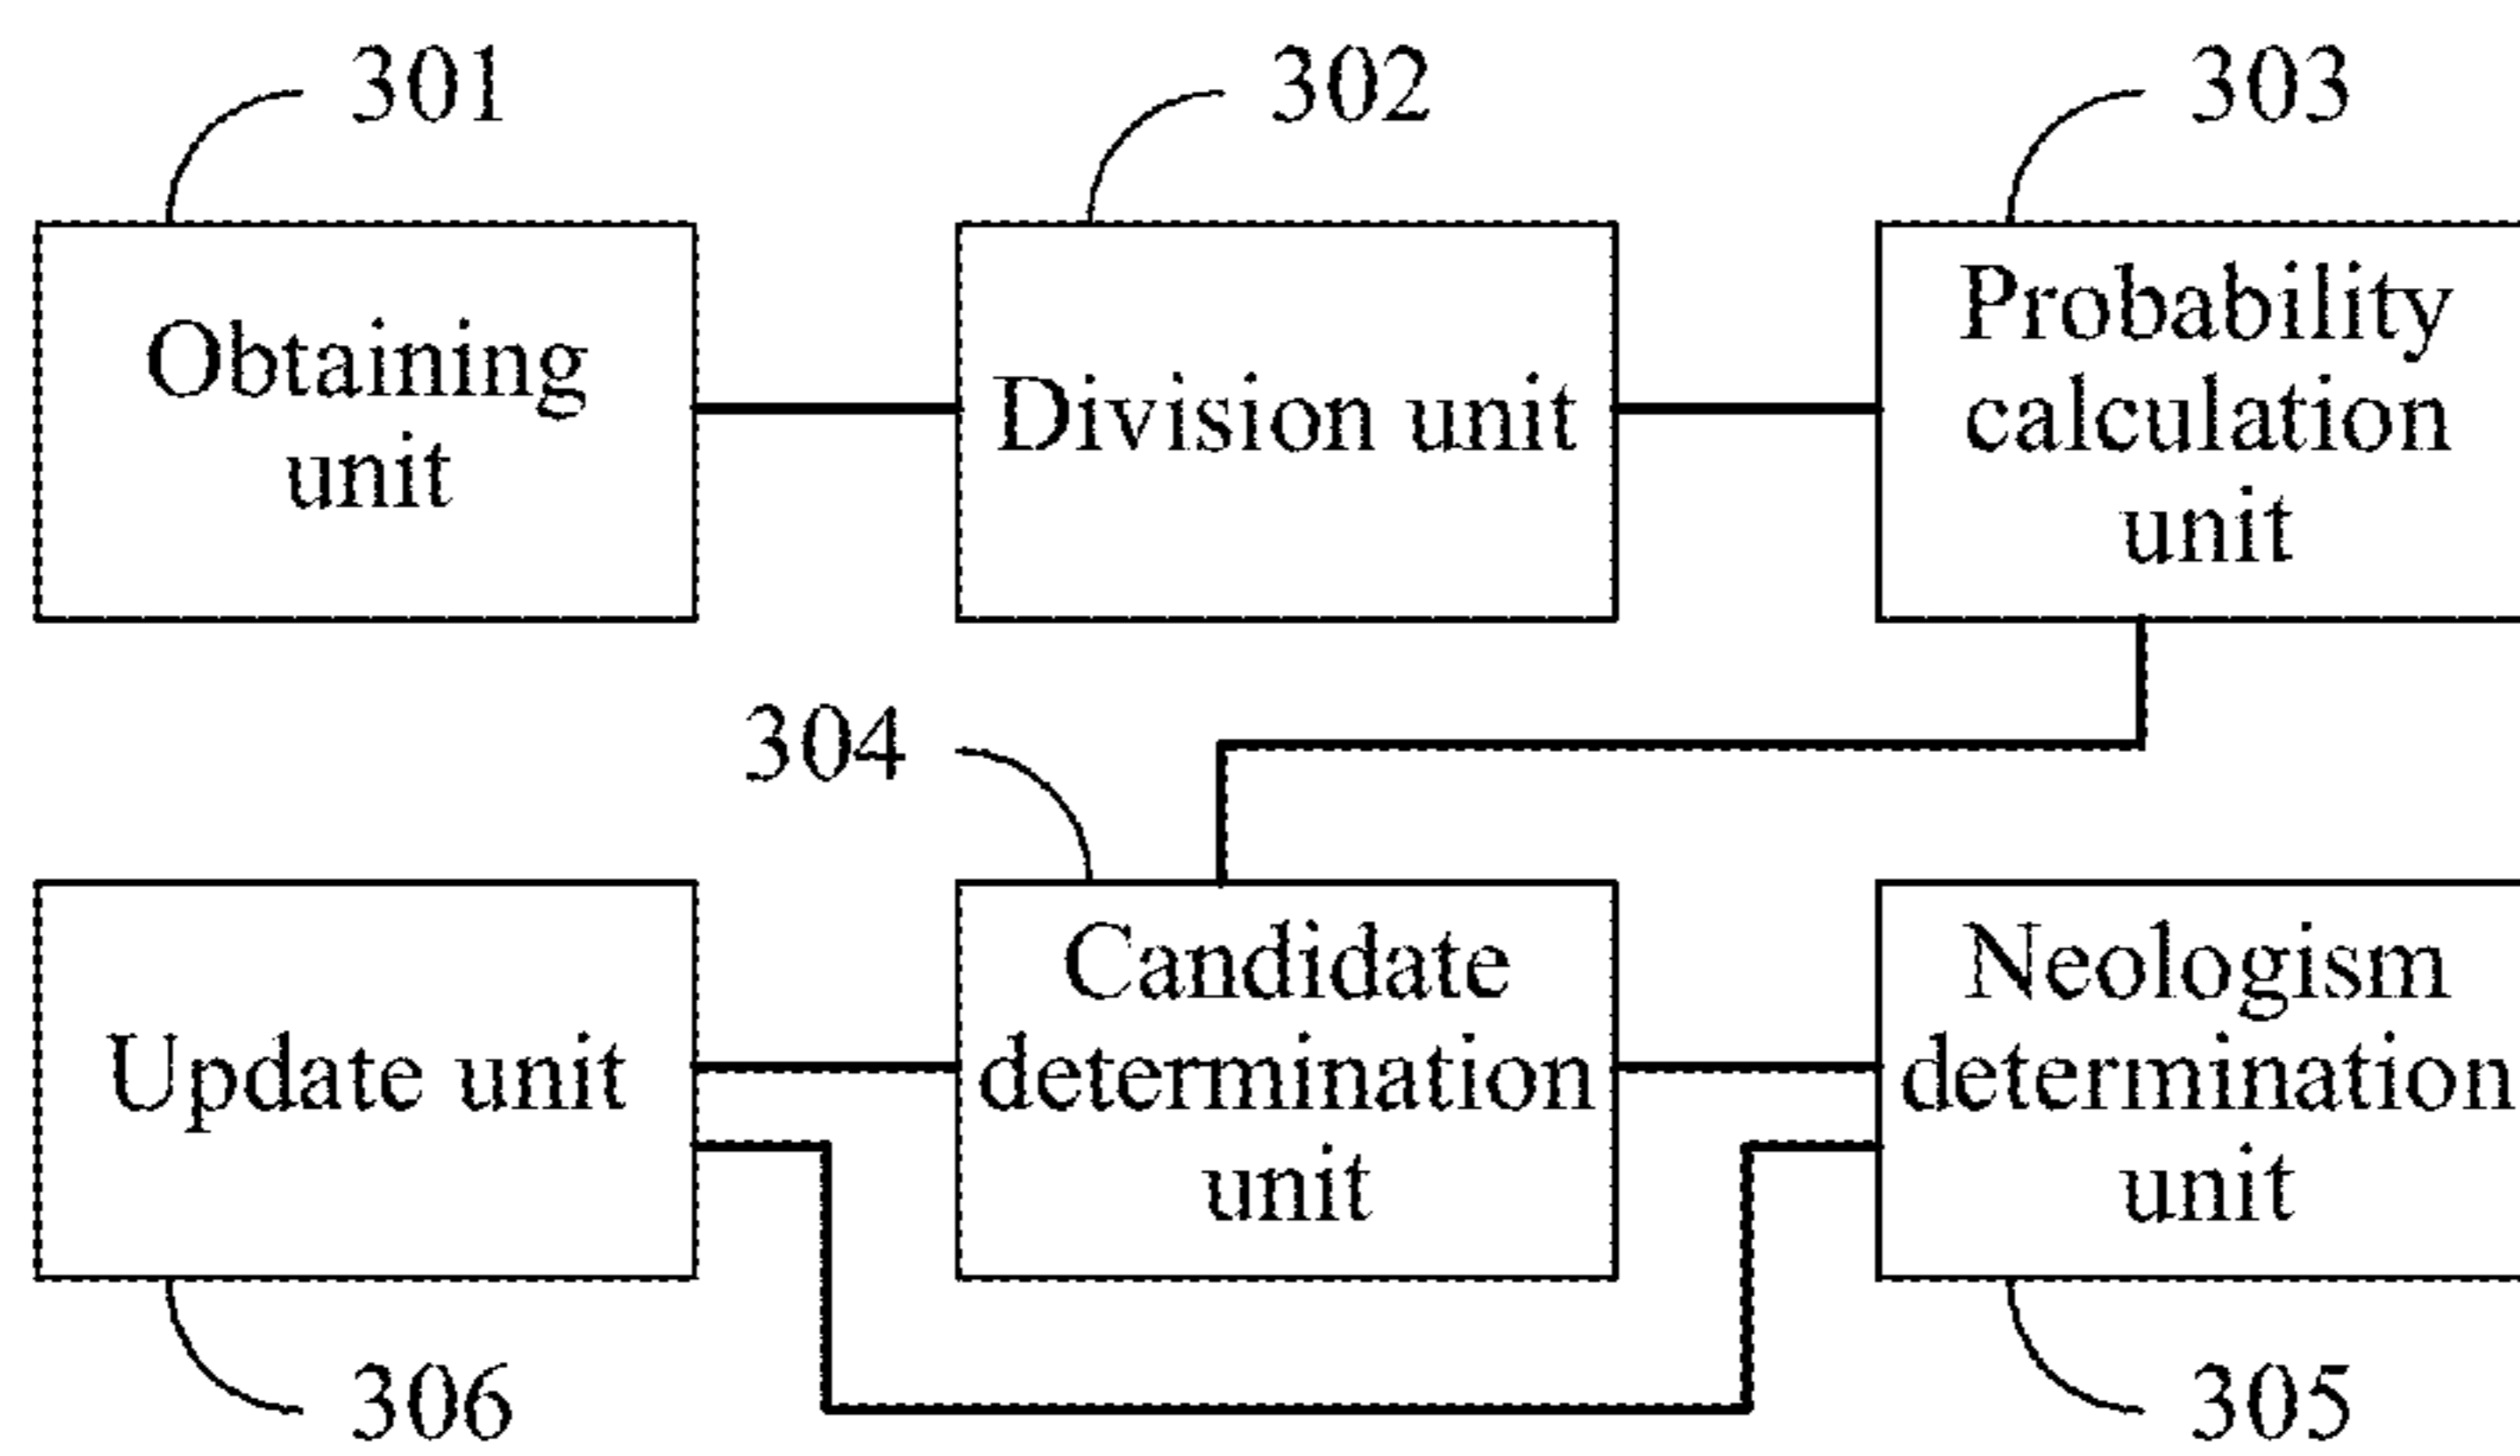 301
302
303
Obtaining
unit
Division unit
Probability
calculation
unit
304
Update unit
Candidate
determination
unit
Neologism
determination
unit
306
305